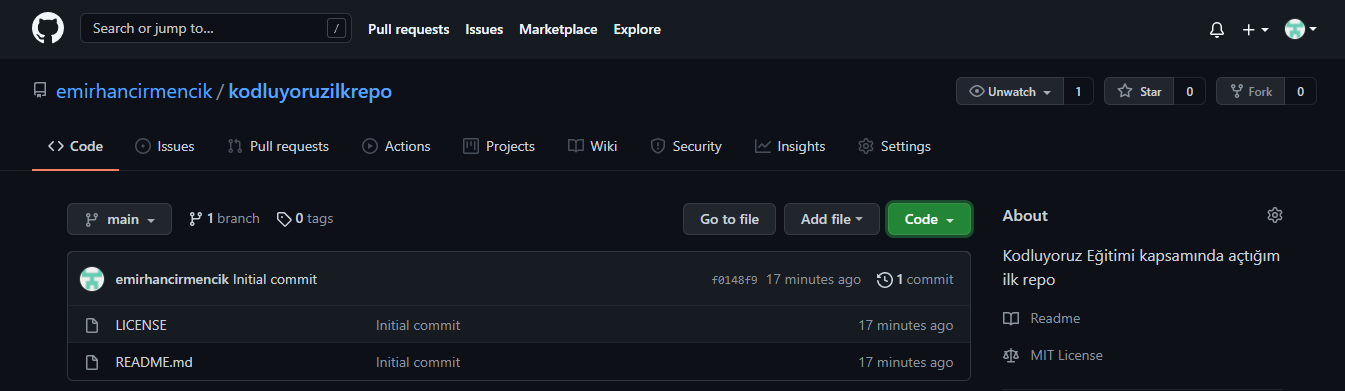 Search or jump to... / Pull requests Issues Marketplace Explore
emirhancirmencik / kodluyoruzilkrepo Unwatch 1 Star 0 Fork 0
Code Issues Pull requests Actions Projects Wiki Security Insights Settings
main 1 branch 0 tags Go to file Add file Code
About
emirhancirmencik Initial commit f0148f9 17 minutes ago 1 commit
Kodluyoruz Eğitimi kapsamında açtığım
ilk repo
LICENSE Initial commit 17 minutes ago
Readme
README.md Initial commit 17 minutes ago
MIT License